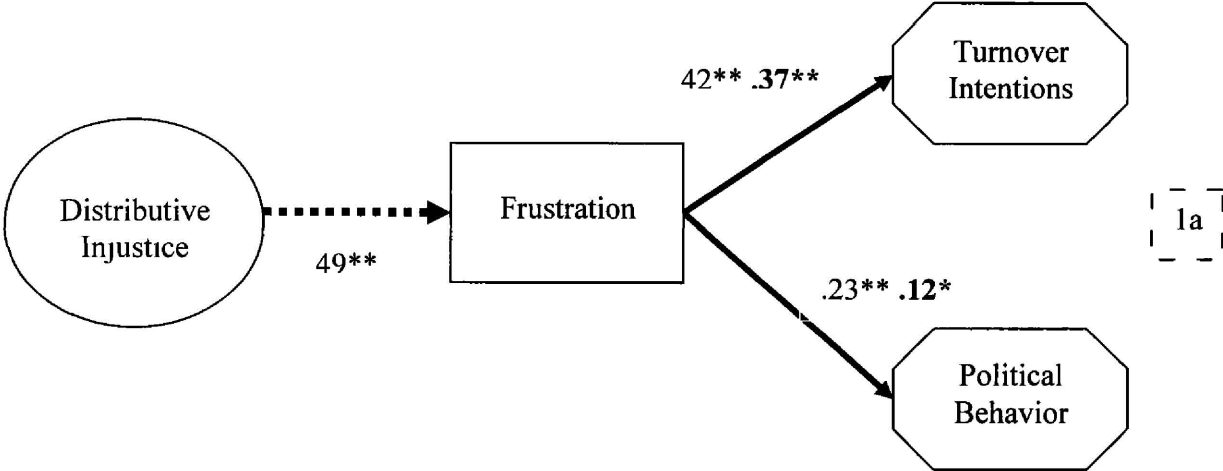 Turnover
Intentions
42** .37**
Distributive
Injustice
49**
Frustration
1a
.23** .12*
Political
Behavior